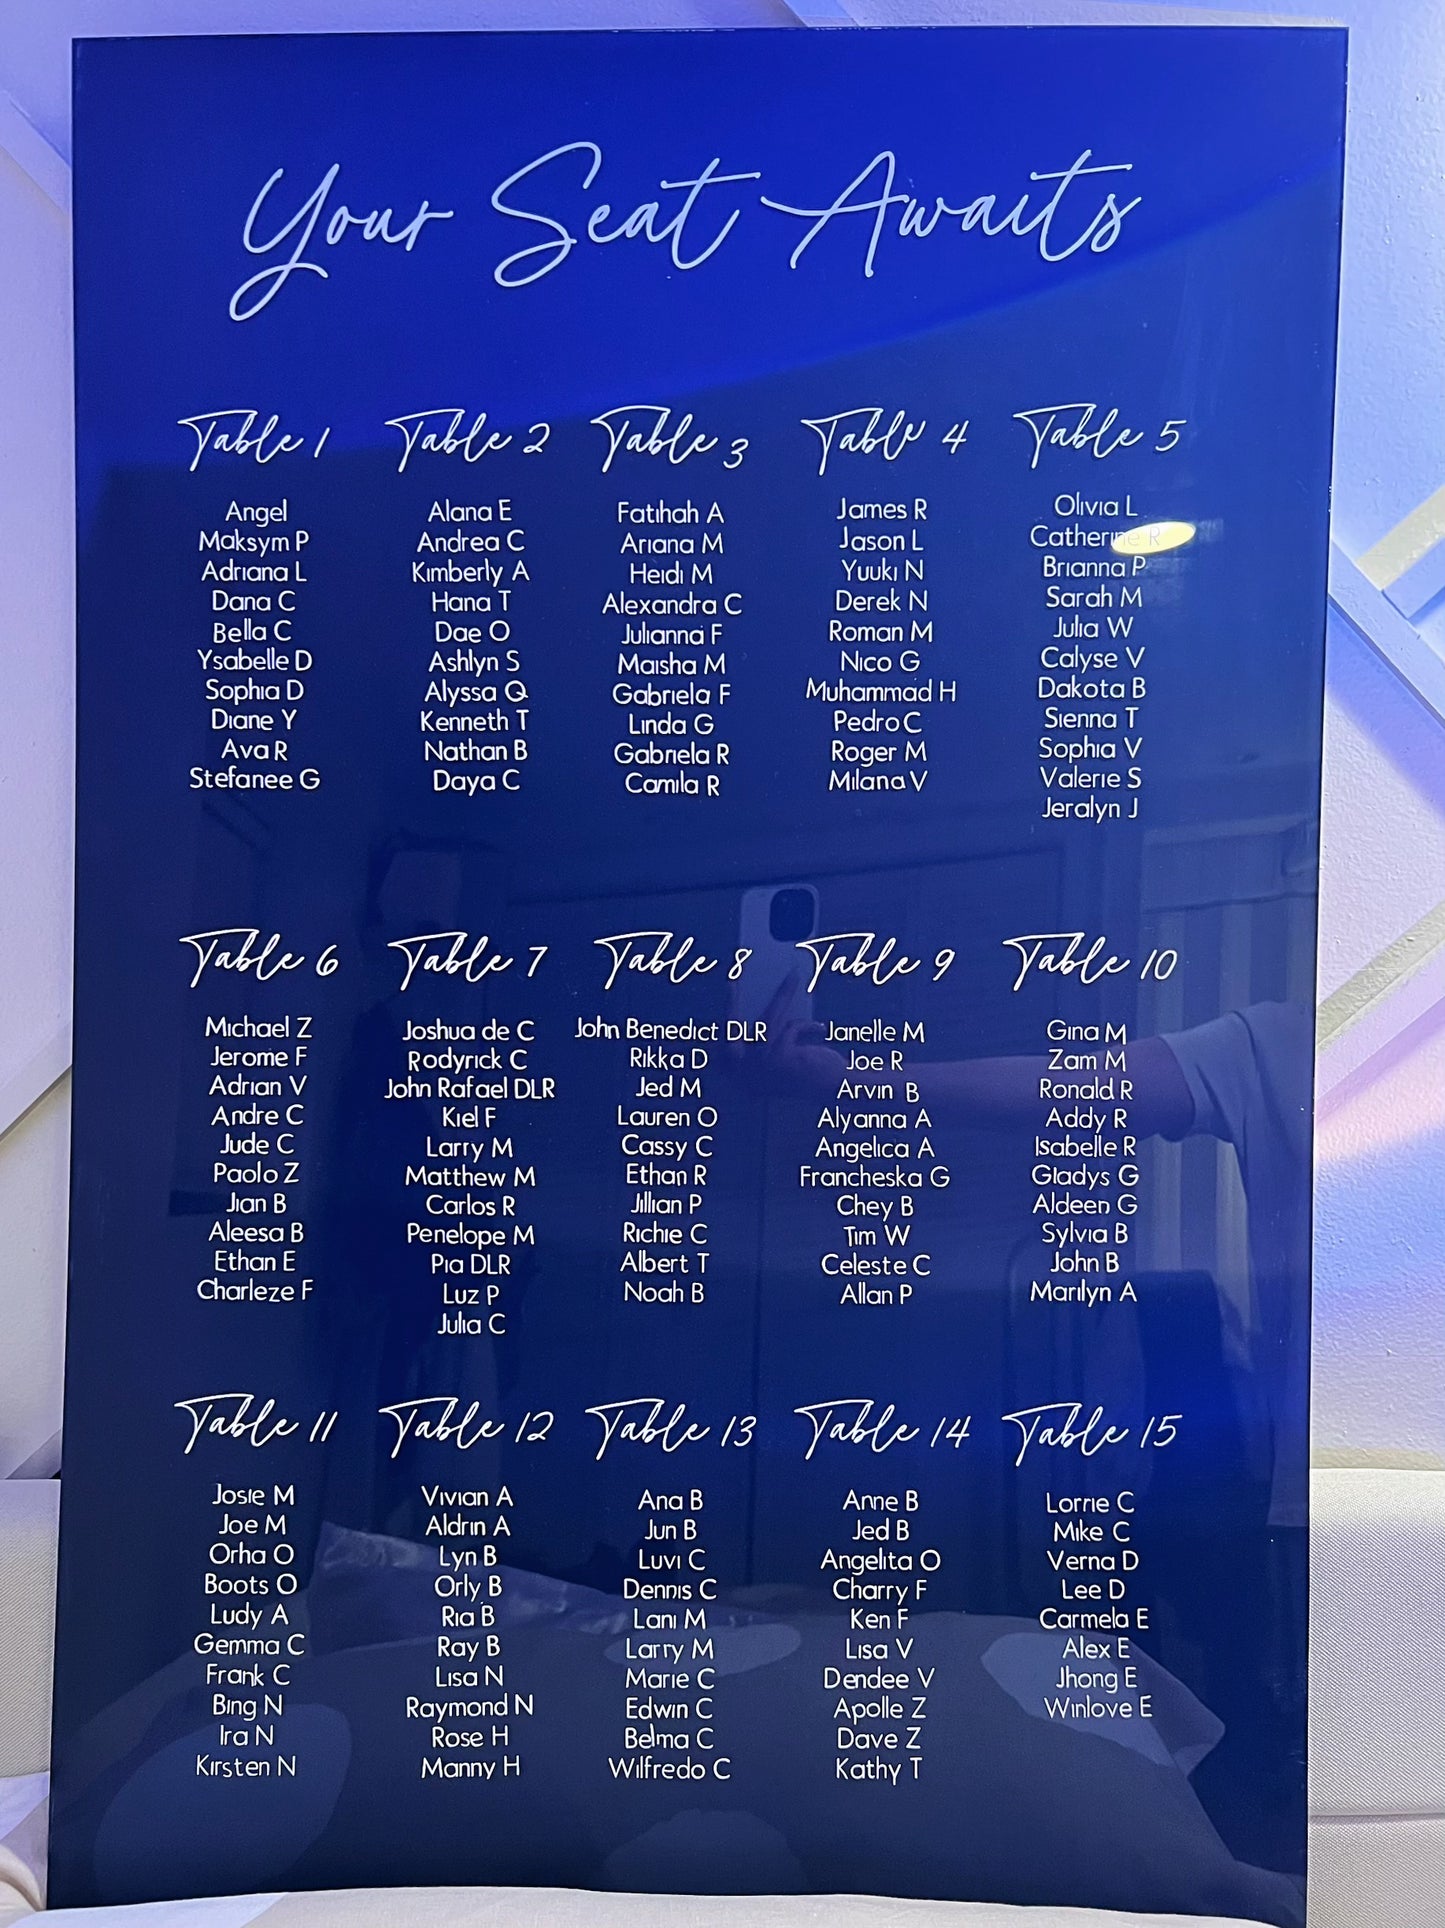 Your Seat Awaits
Table 1
Angel
Maksym P
Adriana L
Dana C
Bella C
Ysabelle D
Sophia D
Diane Y
Ava R
Stefanee G
Table 2
Alana E
Andrea C
Kimberly A
Hana T
Dae O
Ashlyn S
Alyssa Q
Kenneth T
Nathan B
Daya C
Table 3
Fatihah A
Ariana M
Heidi M
Alexandra C
Julianna F
Maisha M
Gabriela F
Linda G
Gabriela R
Camila R
Table 4
James R
Jason L
Yuuki N
Derek N
Roman M
Nico G
Muhammad H
Pedro C
Roger M
Milana V
Table 5
Olivia L
Catherine R
Brianna P
Sarah M
Julia W
Calyse V
Dakota B
Sienna T
Sophia V
Valerie S
Jeralyn J
Table 6
Michael Z
Jerome F
Adrian V
Andre C
Jude C
Paolo Z
Jian B
Aleesa B
Ethan E
Charleze F
Table 7
Joshua de C
Rodyrick C
John Rafael DLR
Kiel F
Larry M
Matthew M
Carlos R
Penelope M
Pia DLR
Luz P
Julia C
Table 8
John Benedict DLR
Rikka D
Jed M
Lauren O
Cassy C
Ethan R
Jillian P
Richie C
Albert T
Noah B
Table 9
Janelle M
Joe R
Arvin B
Alyanna A
Angelica A
Francheska G
Chey B
Tim W
Celeste C
Allan P
Table 10
Gina M
Zam M
Ronald R
Addy R
Isabelle R
Gladys G
Aldeen G
Sylvia B
John B
Marilyn A
Table 11
Josie M
Joe M
Orha O
Boots O
Ludy A
Gemma C
Frank C
Bing N
Ira N
Kirsten N
Table 12
Vivian A
Aldrin A
Lyn B
Orly B
Ria B
Ray B
Lisa N
Raymond N
Rose H
Manny H
Table 13
Ana B
Jun B
Luvi C
Dennis C
Lani M
Larry M
Marie C
Edwin C
Belma C
Wilfredo C
Table 14
Anne B
Jed B
Angelita O
Charry F
Ken F
Lisa V
Dendee V
Apolle Z
Dave Z
Kathy T
Table 15
Lorrie C
Mike C
Verna D
Lee D
Carmela E
Alex E
Jhong E
Winlove E